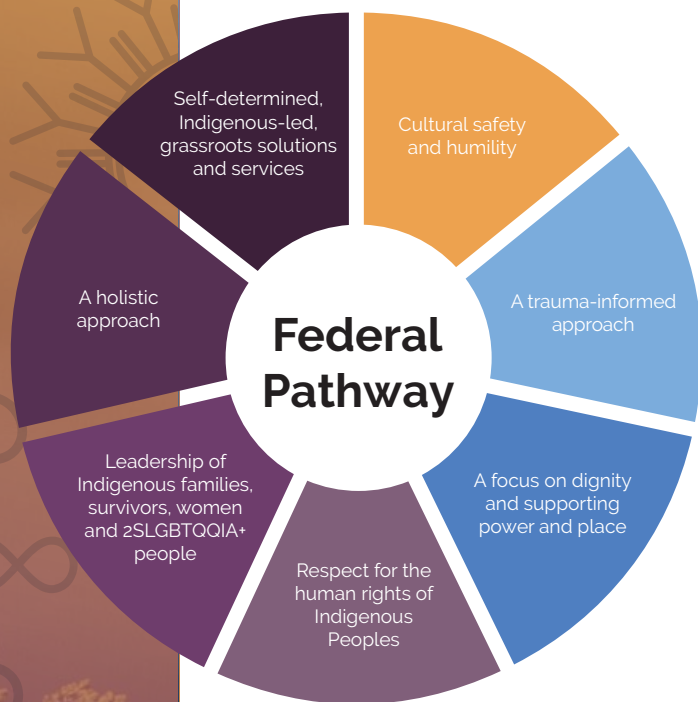 Self-determined,
Indigenous-led,
grassroots solutions
and services
Cultural safety
and humility
A trauma-informed
approach
A focus on dignity
and supporting
power and place
Respect for the
human rights of
Indigenous
Peoples
Leadership of
Indigenous families,
survivors, women
and 2SLGBTQQIA+
people
A holistic
approach
Federal
Pathway